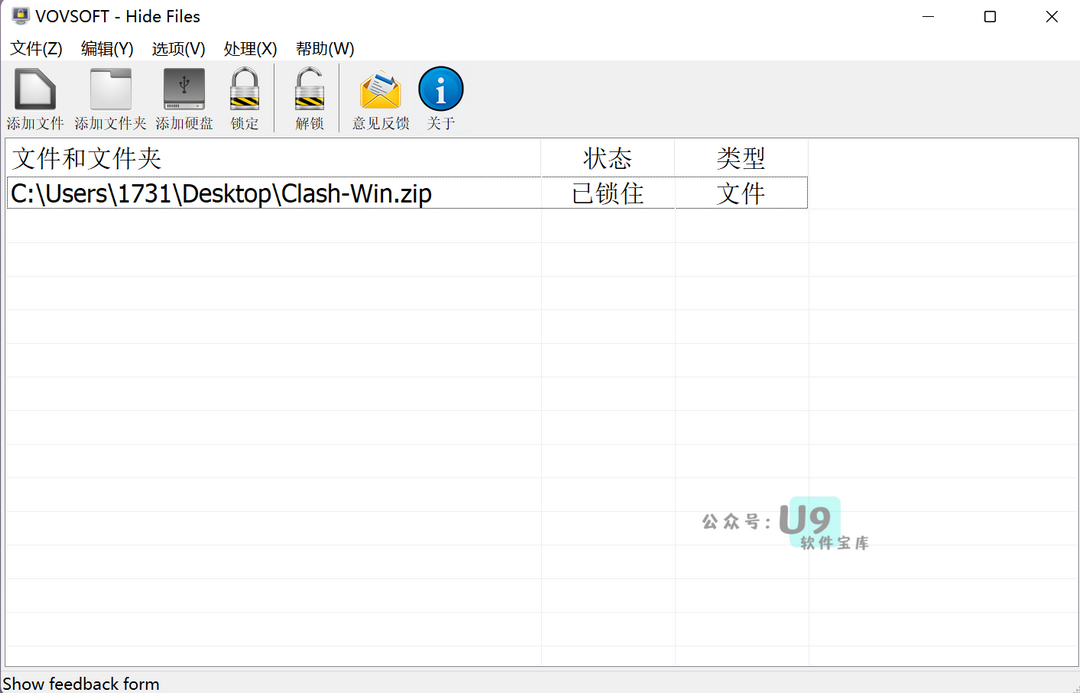 VOVSOFT - Hide Files
文件(Z) 编辑(Y) 选项(V) 处理(X) 帮助(W)
添加文件 添加文件夹 添加硬盘 锁定 解锁 意见反馈 关于
文件和文件夹 状态 类型
C:\Users\1731\Desktop\Clash-Win.zip 已锁住 文件
公众号: U9
软件宝库
Show feedback form